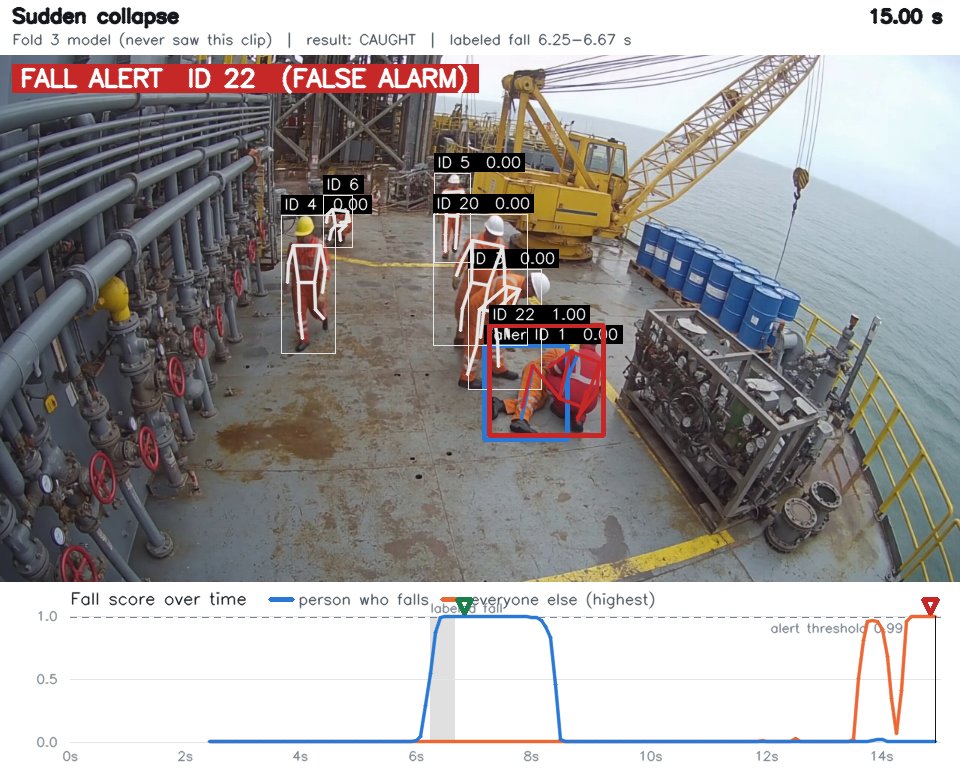 Sudden collapse
15.00 s
Fold 3 model (never saw this clip) | result: CAUGHT | labeled fall 6.25–6.67 s
FALL ALERT ID 22 (FALSE ALARM)
ID 5 0.00
ID 6
ID 4 0.00
ID 20 0.00
0.00
ID 22 1.00
ID 1 0.00
Fall score over time
person who falls
everyone else (highest)
labeled fall
1.0
alert threshold 0.99
0.5
0.0
0s 2s 4s 6s 8s 10s 12s 14s